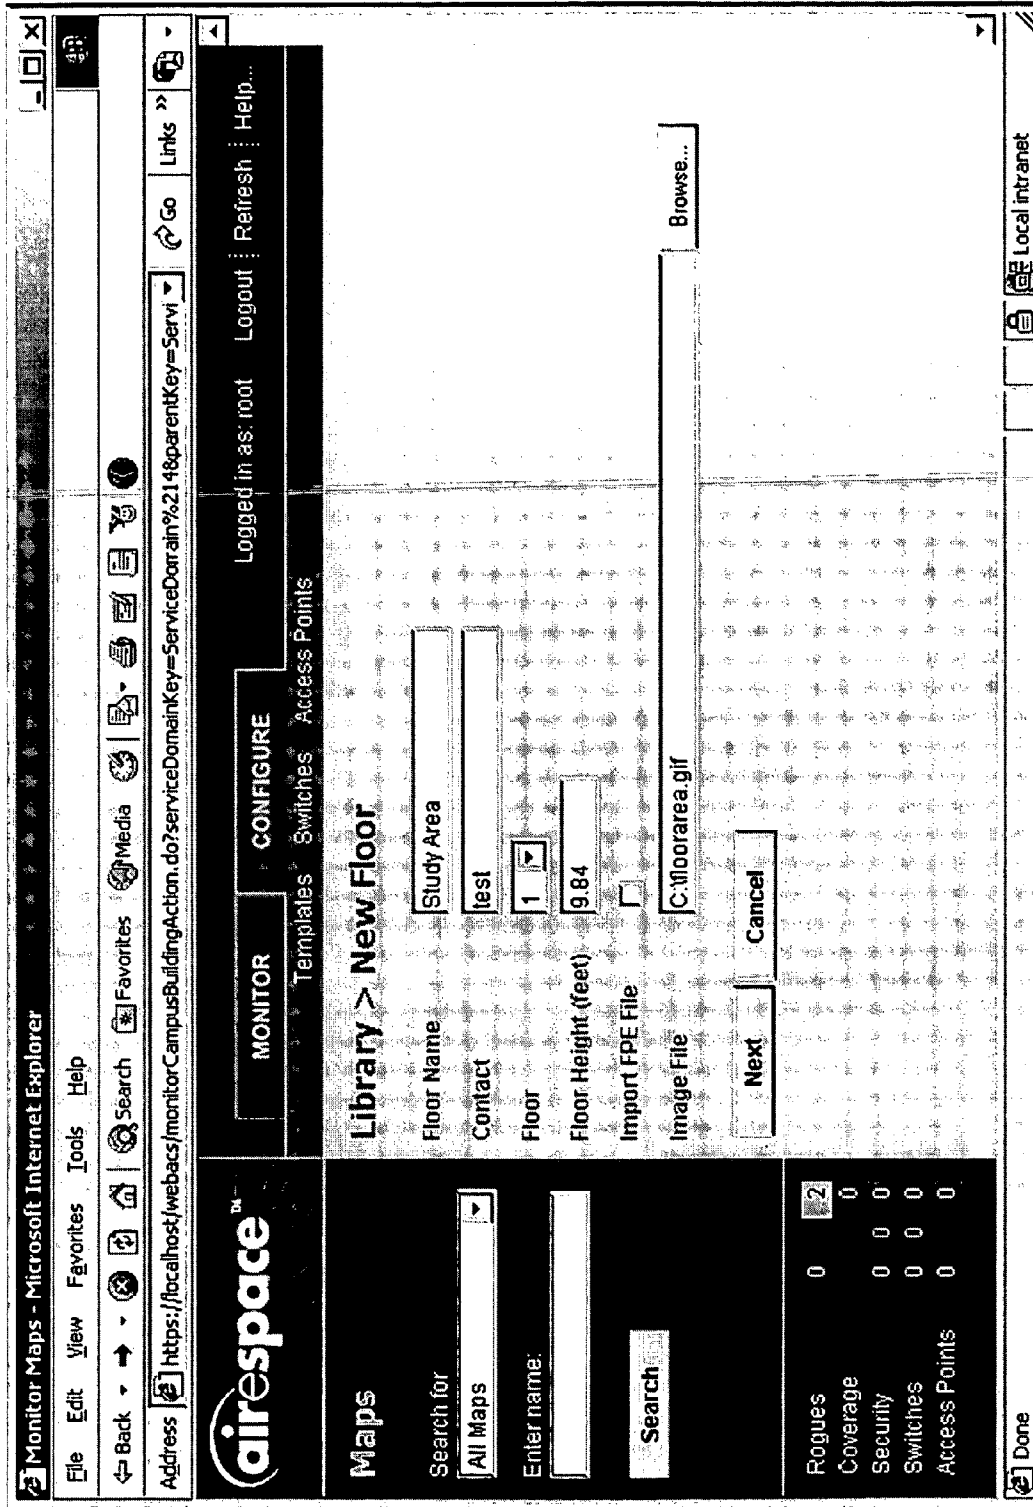 Monitor Maps - Microsoft Internet Explorer
File Edit View Favorites Tools Help
Back Search Favorites Media
Address https://localhost/webacs/monitorCampusBuildingAction.do?serviceDomainKey=ServiceDomain%214&parentKey=Servi Go Links »
airespace
MONITOR CONFIGURE
Logged in as: root Logout Refresh Help...
Templates Switches Access Points
Maps
Search for
All Maps
Enter name:
Search
Rogues 0 2
Coverage 0
Security 0 0 0
Switches 0 0 0
Access Points 0 0
Library > New Floor
Floor Name Study Area
Contact test
Floor 1
Floor Height (feet) 9.84
Import FPE File
Image File C:\floorarea.gif Browse...
Next Cancel
Done Local intranet